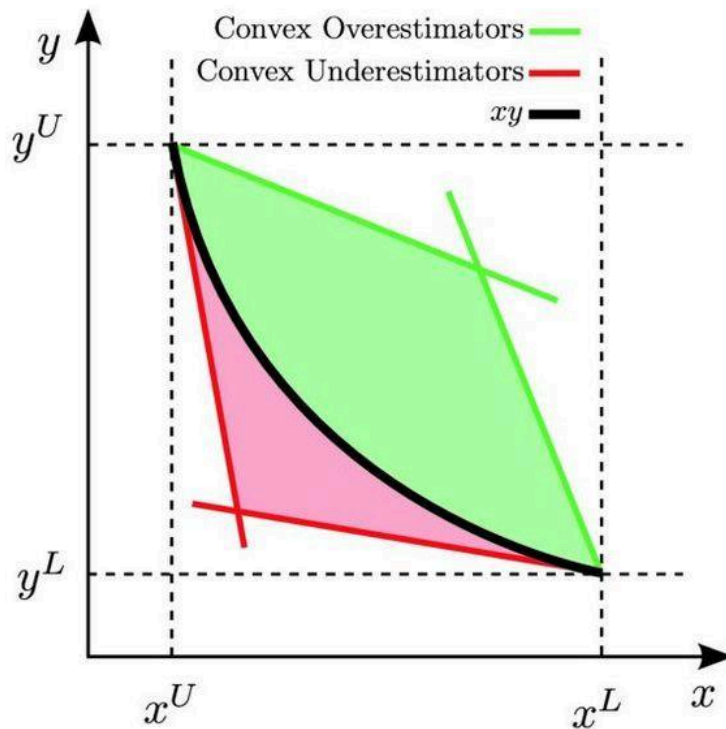 Convex Overestimators
y
Convex Underestimators
xy
y^U
y^L
x^U
x^L
x